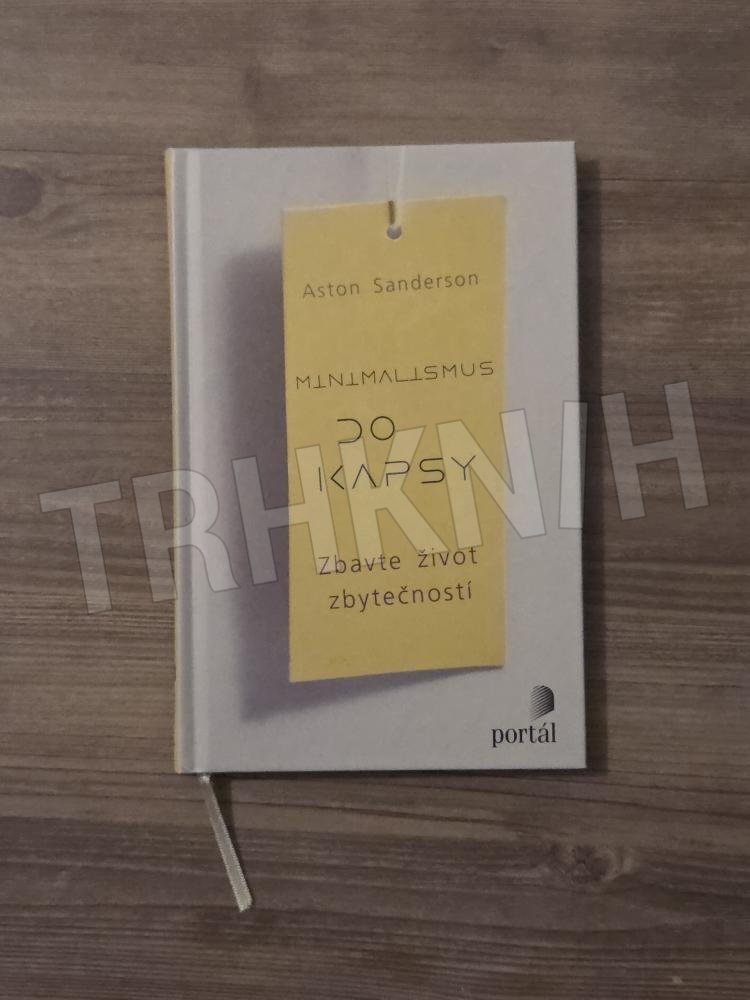 Aston Sanderson
MINIMALISMUS
DO
KAPSY
Zbavte život
zbytečností
portál
TRHKNIH